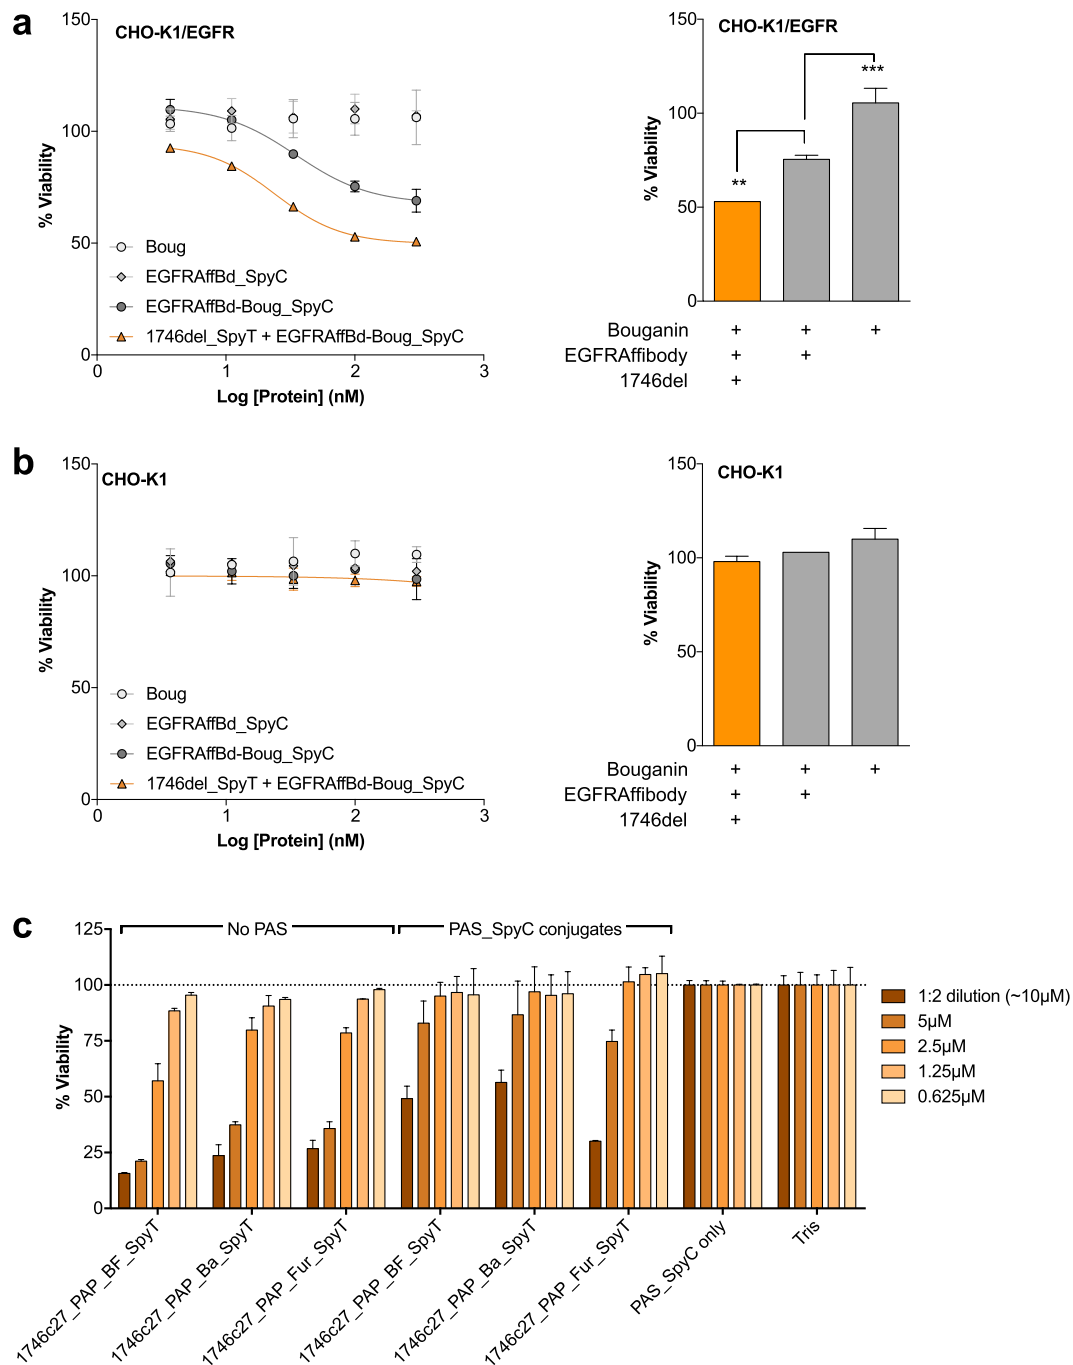 a
CHO-K1/EGFR
150
100
50
0
% Viability
Boug
EGFRAffBd_SpyC
EGFRAffBd-Boug_SpyC
1746del_SpyT + EGFRAffBd-Boug_SpyC
0 1 2 3
Log [Protein] (nM)
CHO-K1/EGFR
150
100
50
0
% Viability
**
***
Bouganin + + +
EGFRAffibody + +
1746del +
b
CHO-K1
150
100
50
0
% Viability
Boug
EGFRAffBd_SpyC
EGFRAffBd-Boug_SpyC
1746del_SpyT + EGFRAffBd-Boug_SpyC
0 1 2 3
Log [Protein] (nM)
CHO-K1
150
100
50
0
% Viability
Bouganin + + +
EGFRAffibody + +
1746del +
c
No PAS
PAS_SpyC conjugates
125
100
75
50
25
0
% Viability
1:2 dilution (~10µM)
5µM
2.5µM
1.25µM
0.625µM
1746c27_PAP_BF_SpyT
1746c27_PAP_Ba_SpyT
1746c27_PAP_Fur_SpyT
1746c27_PAP_BF_SpyT
1746c27_PAP_Ba_SpyT
1746c27_PAP_Fur_SpyT
PAS_SpyC only
Tris